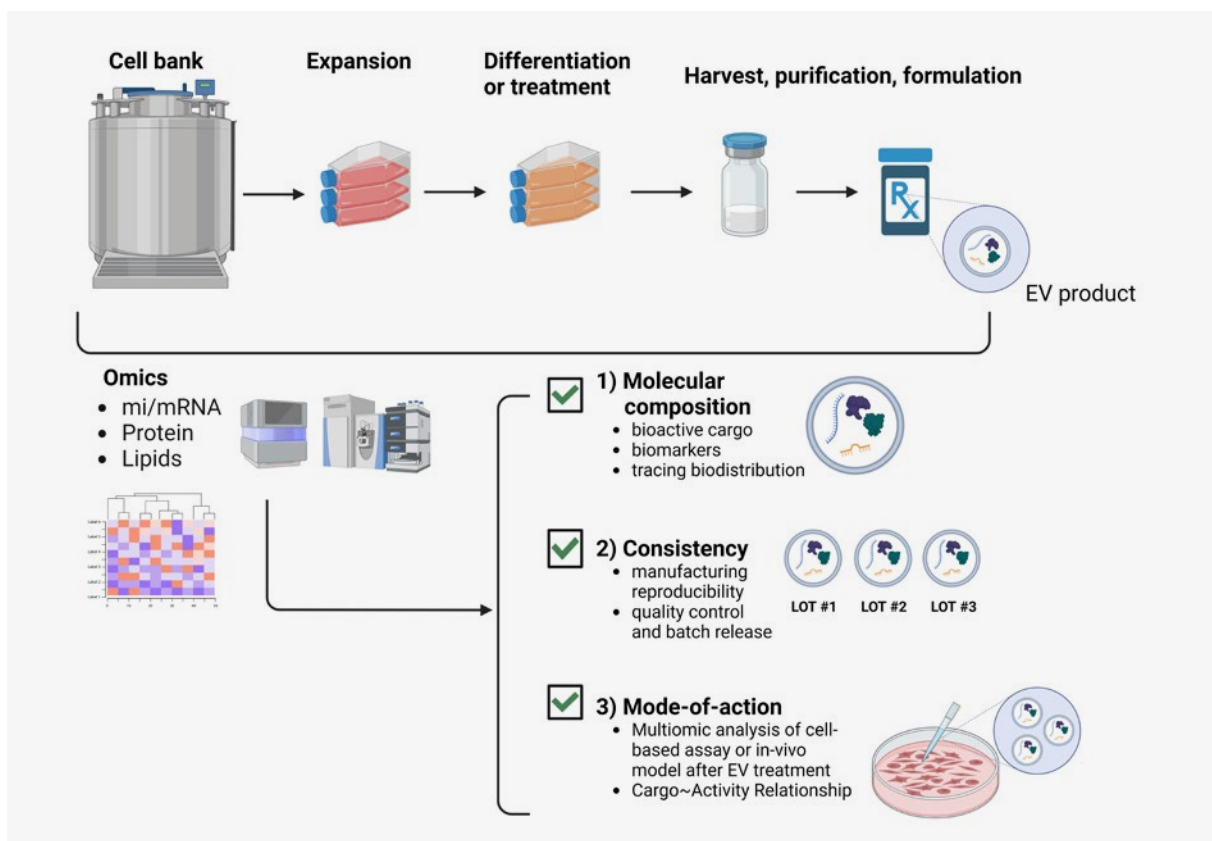 Cell bank
Expansion
Differentiation
or treatment
Harvest, purification, formulation
Rx
EV product
Omics
• mi/mRNA
• Protein
• Lipids
1) Molecular
composition
• bioactive cargo
• biomarkers
• tracing biodistribution
2) Consistency
• manufacturing
reproducibility
• quality control
and batch release
LOT #1
LOT #2
LOT #3
3) Mode-of-action
• Multiomic analysis of cell-
based assay or in-vivo
model after EV treatment
• Cargo~Activity Relationship